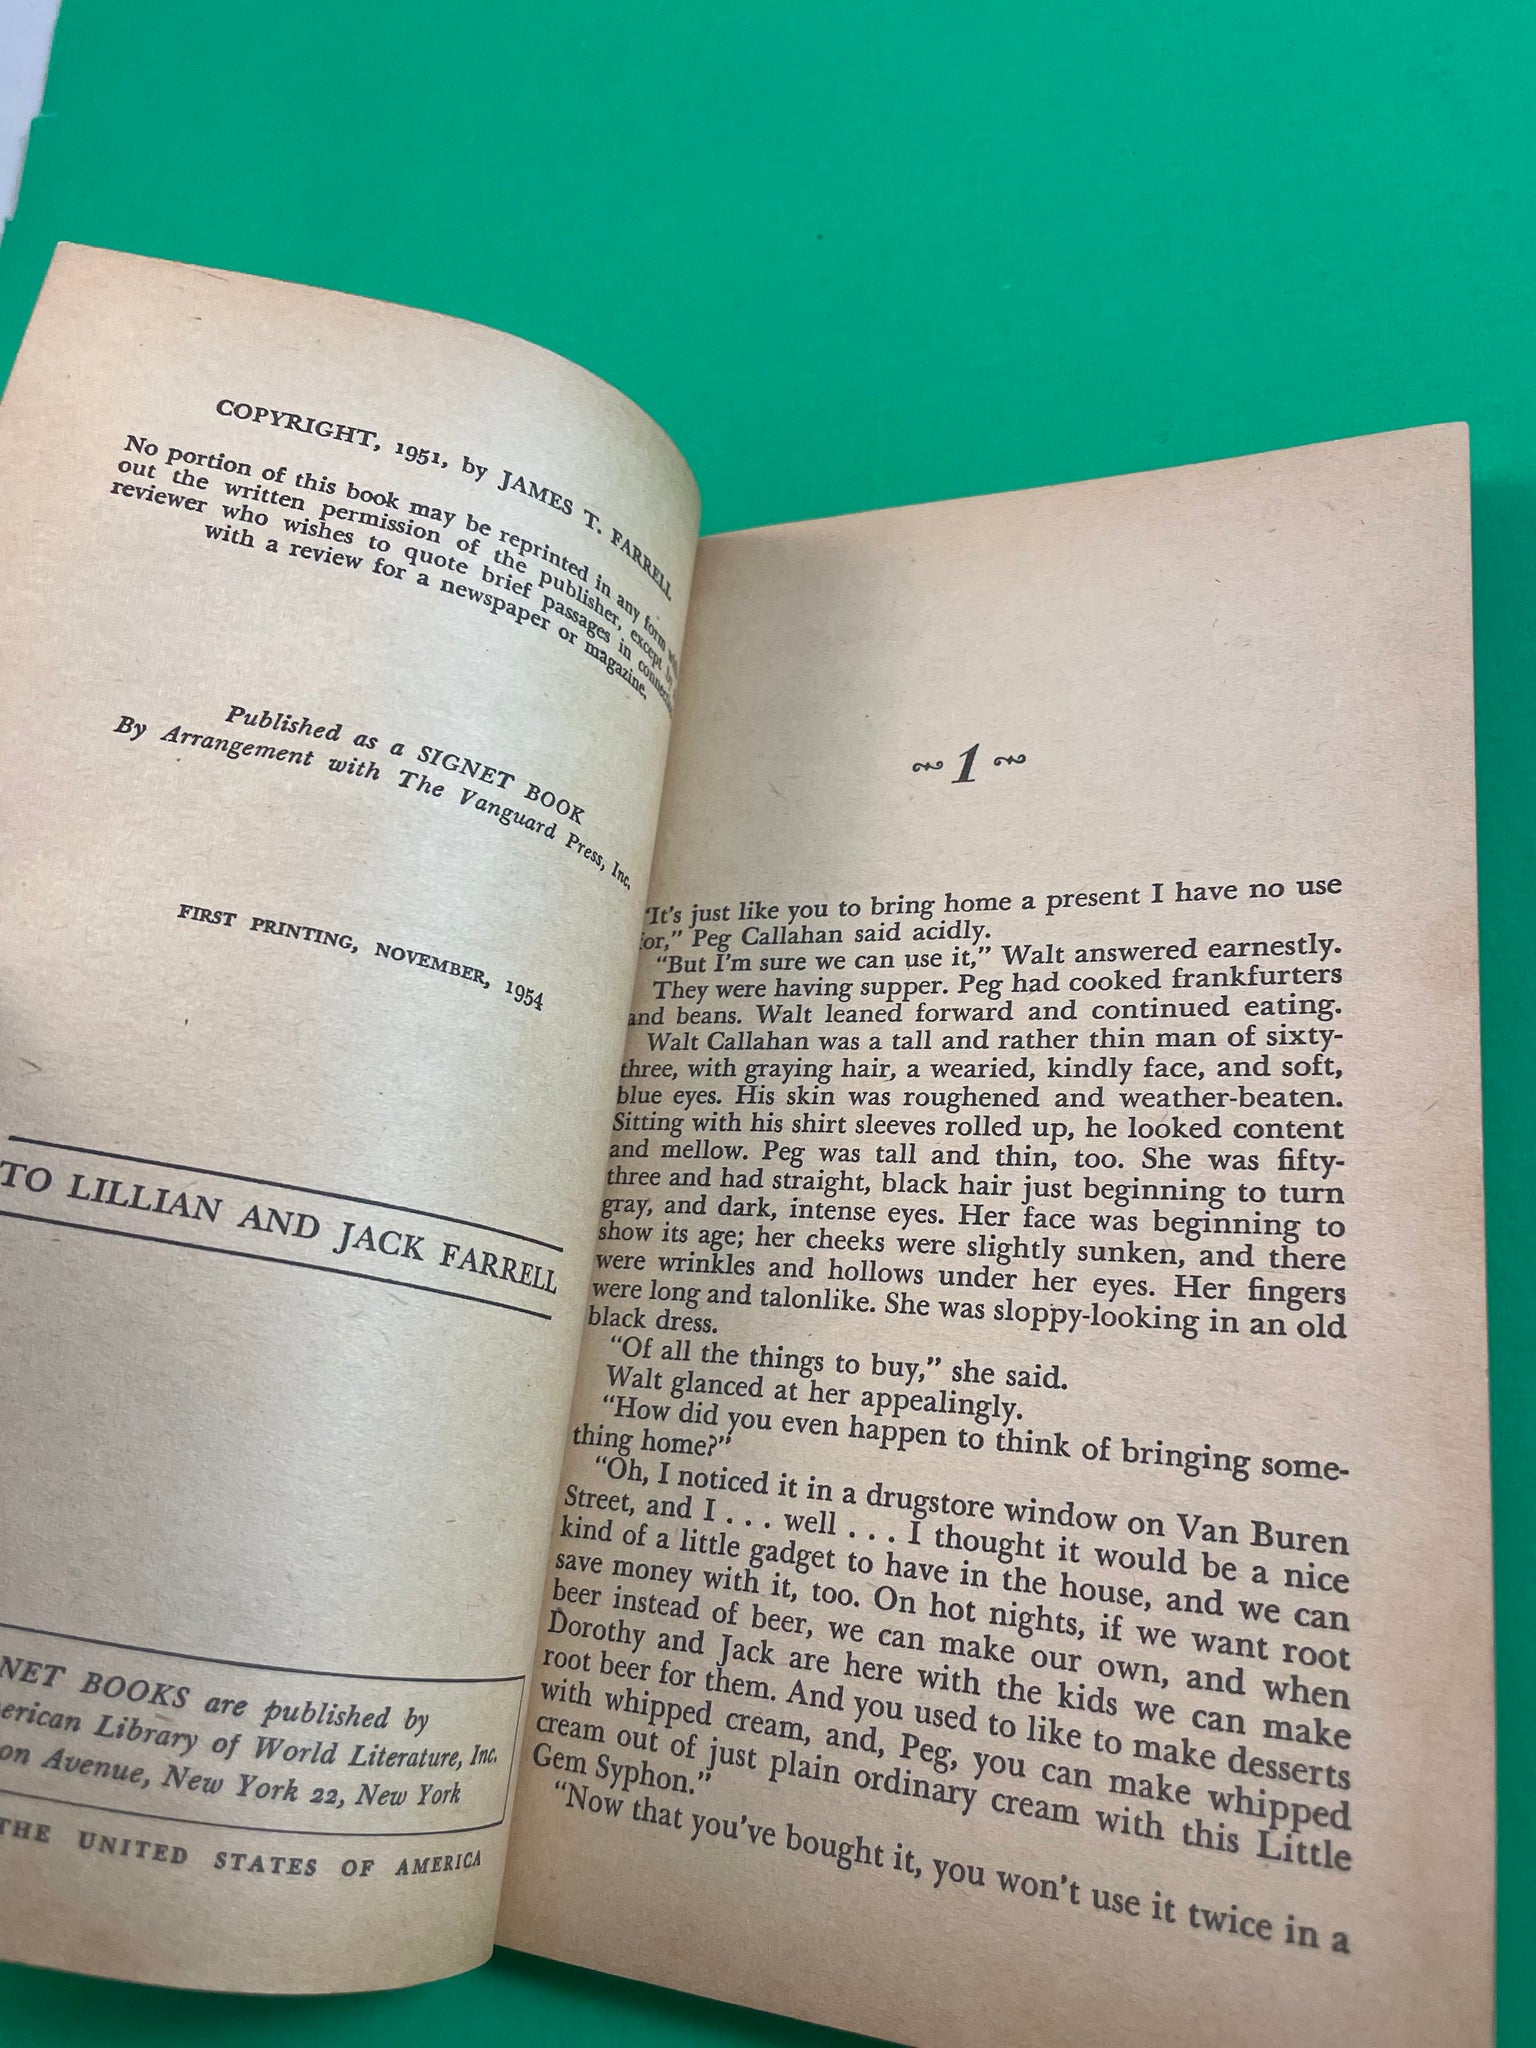 COPYRIGHT, 1951, by JAMES T. FARRELL
No portion of this book may be reprinted in any form
out the written permission of the publisher, except by
reviewer who wishes to quote brief passages in
with a review for a newspaper or magazine.
Published as a SIGNET BOOK
By Arrangement with The Vanguard Press, Inc.
FIRST PRINTING, NOVEMBER, 1954
TO LILLIAN AND JACK FARRELL
NET BOOKS are published by
erican Library of World Literature, Inc.
on Avenue, New York 22, New York
THE UNITED STATES OF AMERICA
~ 1 ~
"It's just like you to bring home a present I have no use
for," Peg Callahan said acidly.
"But I'm sure we can use it," Walt answered earnestly.
They were having supper. Peg had cooked frankfurters
and beans. Walt leaned forward and continued eating.
Walt Callahan was a tall and rather thin man of sixty-
three, with graying hair, a wearied, kindly face, and soft,
blue eyes. His skin was roughened and weather-beaten.
Sitting with his shirt sleeves rolled up, he looked content
and mellow. Peg was tall and thin, too. She was fifty-
three and had straight, black hair just beginning to turn
gray, and dark, intense eyes. Her face was beginning to
show its age; her cheeks were slightly sunken, and there
were wrinkles and hollows under her eyes. Her fingers
were long and talonlike. She was sloppy-looking in an old
black dress.
"Of all the things to buy," she said.
Walt glanced at her appealingly.
"How did you even happen to think of bringing some-
thing home?"
"Oh, I noticed it in a drugstore window on Van Buren
Street, and I . . . well . . . I thought it would be a nice
kind of a little gadget to have in the house, and we can
save money with it, too. On hot nights, if we want root
beer instead of beer, we can make our own, and when
Dorothy and Jack are here with the kids we can make
root beer for them. And you used to like to make desserts
with whipped cream, and, Peg, you can make whipped
cream out of just plain ordinary cream with this Little
Gem Syphon."
"Now that you've bought it, you won't use it twice in a